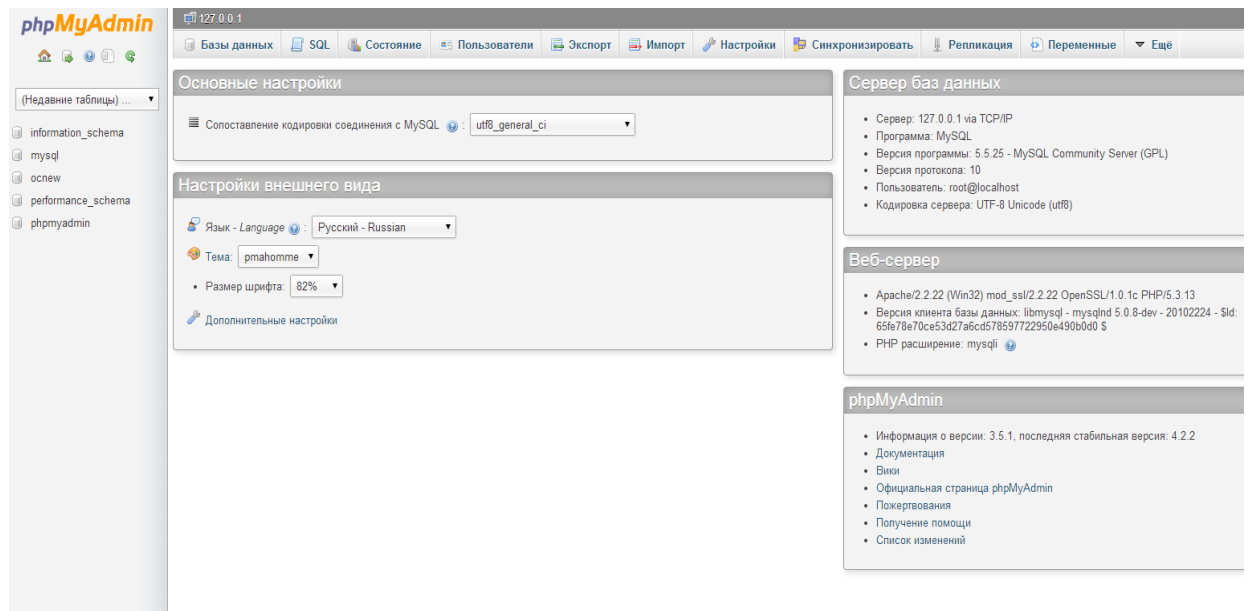 phpMyAdmin
(Недавние таблицы) ...
information_schema
mysql
ocnew
performance_schema
phpmyadmin
127.0.0.1
Базы данных SQL Состояние Пользователи Экспорт Импорт Настройки Синхронизировать Репликация Переменные Ещё
Основные настройки
Сопоставление кодировки соединения с MySQL : utf8_general_ci
Настройки внешнего вида
Язык - Language : Русский - Russian
Тема: pmahomme
Размер шрифта: 82%
Дополнительные настройки
Сервер баз данных
Сервер: 127.0.0.1 via TCP/IP
Программа: MySQL
Версия программы: 5.5.25 - MySQL Community Server (GPL)
Версия протокола: 10
Пользователь: root@localhost
Кодировка сервера: UTF-8 Unicode (utf8)
Веб-сервер
Apache/2.2.22 (Win32) mod_ssl/2.2.22 OpenSSL/1.0.1c PHP/5.3.13
Версия клиента базы данных: libmysql - mysqlnd 5.0.8-dev - 20102224 - $Id:
65fe78e70ce53d27a6cd578597722950e490b0d0 $
PHP расширение: mysqli
phpMyAdmin
Информация о версии: 3.5.1, последняя стабильная версия: 4.2.2
Документация
Вики
Официальная страница phpMyAdmin
Пожертвования
Получение помощи
Список изменений